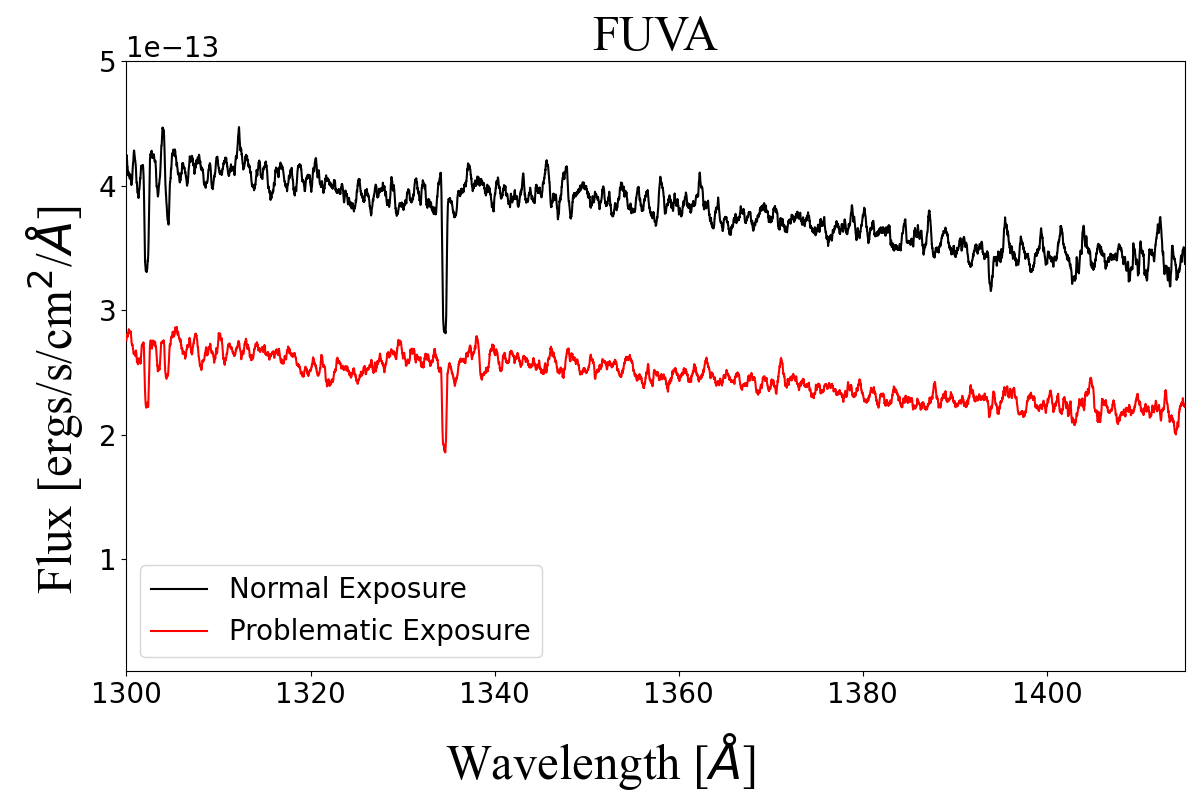 FUVA
1e−13
5
4
3
2
1
Flux [ergs/s/cm²/Å]
Normal Exposure
Problematic Exposure
1300 1320 1340 1360 1380 1400
Wavelength [Å]